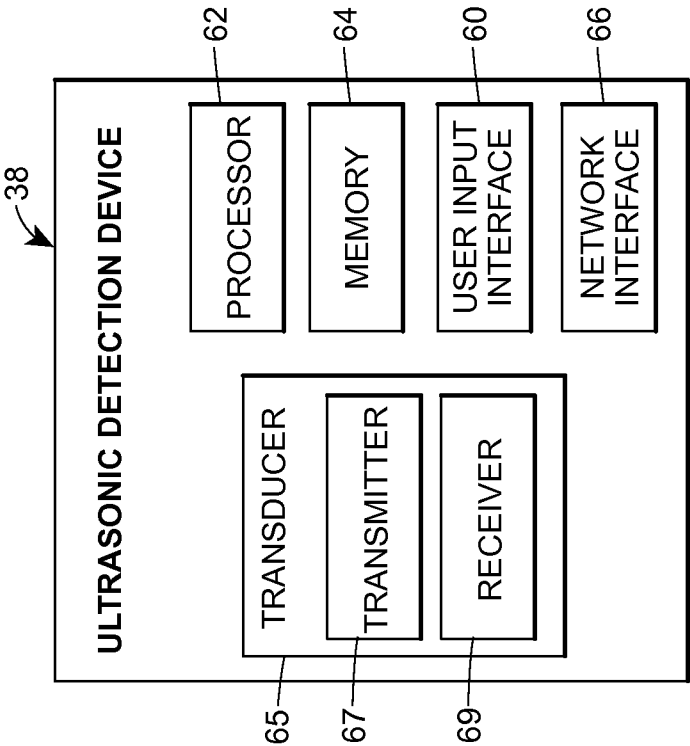 38
ULTRASONIC DETECTION DEVICE
TRANSDUCER
TRANSMITTER
RECEIVER
65
67
69
PROCESSOR
62
MEMORY
64
USER INPUT
INTERFACE
60
NETWORK
INTERFACE
66